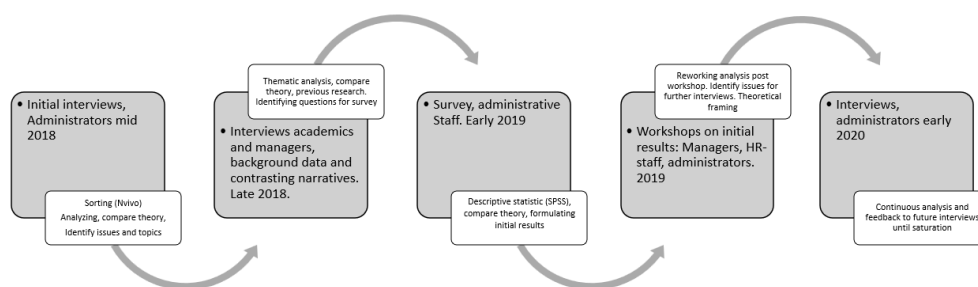 • Initial interviews,
Administrators mid
2018
Sorting (Nvivo)
Analyzing, compare theory,
Identify issues and topics
Thematic analysis, compare
theory, previous research.
Identifying questions for survey
• Interviews academics
and managers,
background data and
contrasting narratives.
Late 2018.
• Survey, administrative
Staff. Early 2019
Descriptive statistic (SPSS),
compare theory, formulating
initial results
Reworking analysis post
workshop. Identify issues for
further interviews. Theoretical
framing
• Workshops on initial
results: Managers, HR-
staff, administrators.
2019
• Interviews,
administrators early
2020
Continuous analysis and
feedback to future interviews
until saturation